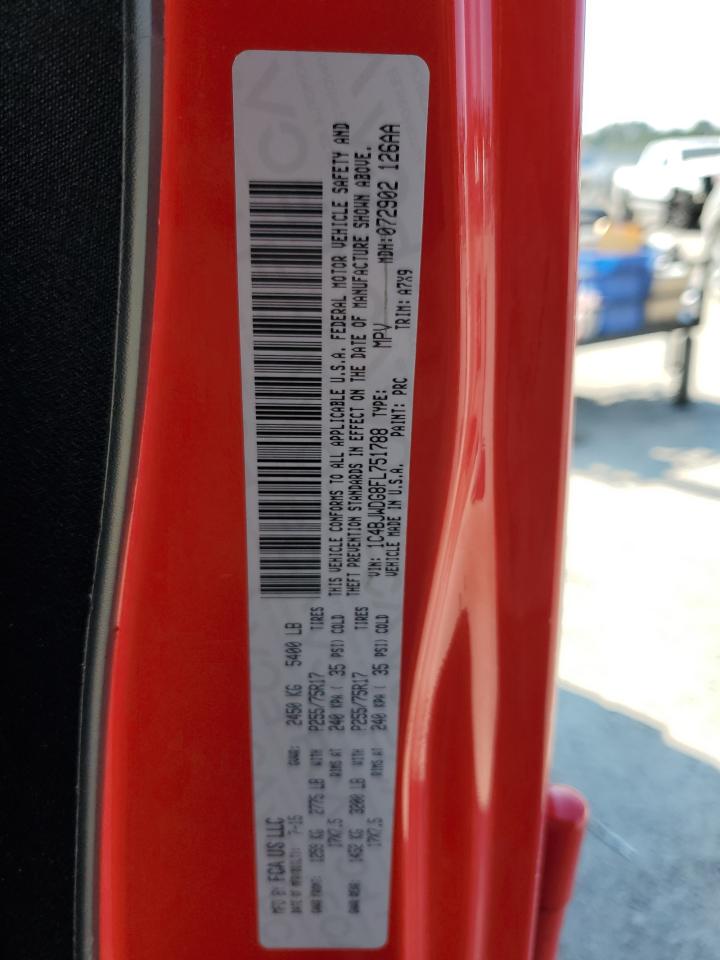 MFD BY FCA US LLC
DATE OF MFR: 7-15 GVWR: 2450 KG 5400 LB
GAWR FRONT: 1259 KG 2775 LB WITH P255/75R17 TIRES
17X7.5 RIMS AT 240 KPA ( 35 PSI) COLD
GAWR REAR: 1452 KG 3200 LB WITH P255/75R17 TIRES
17X7.5 RIMS AT 240 KPA ( 35 PSI) COLD
THIS VEHICLE CONFORMS TO ALL APPLICABLE U.S.A. FEDERAL MOTOR VEHICLE SAFETY AND
THEFT PREVENTION STANDARDS IN EFFECT ON THE DATE OF MANUFACTURE SHOWN ABOVE.
VIN: 1C4BJWDG8FL751788 TYPE: MPV MDH:072902 126AA
VEHICLE MADE IN U.S.A. PAINT: PRC TRIM: A7X9